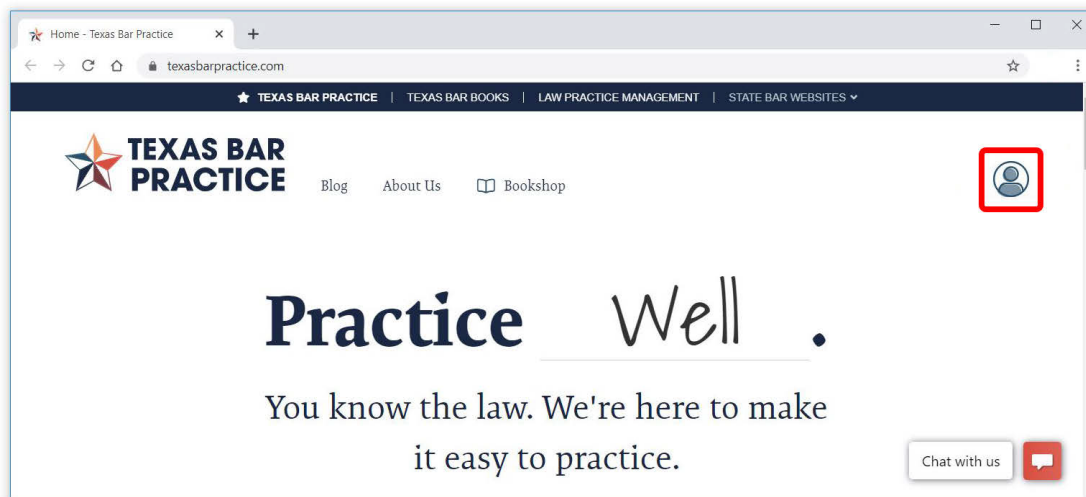 Home - Texas Bar Practice
texasbarpractice.com
TEXAS BAR PRACTICE | TEXAS BAR BOOKS | LAW PRACTICE MANAGEMENT | STATE BAR WEBSITES
TEXAS BAR
PRACTICE
Blog About Us Bookshop
Practice Well.
You know the law. We're here to make
it easy to practice.
Chat with us